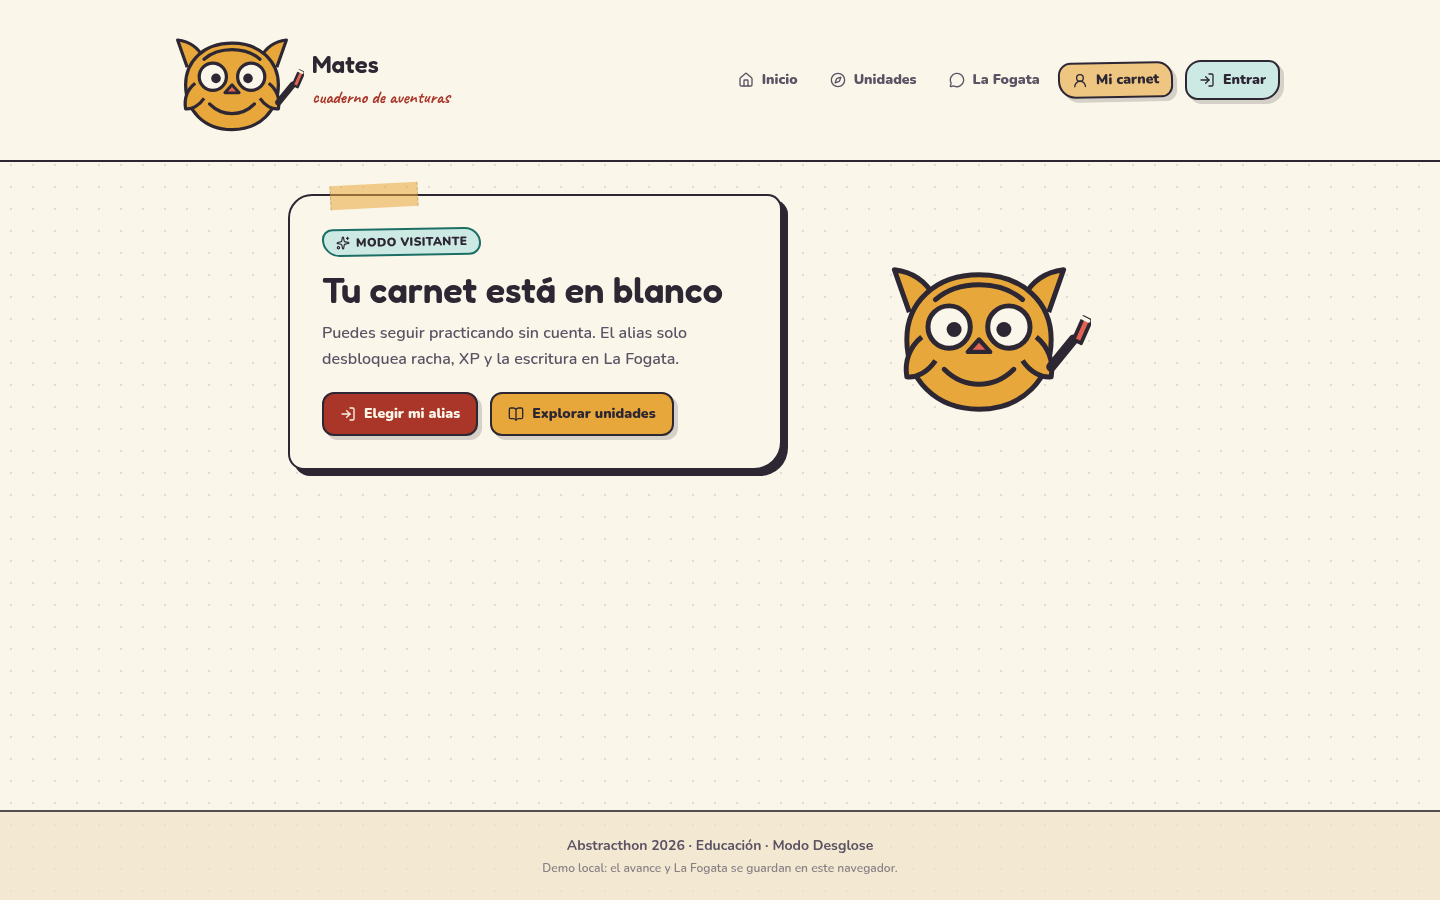 Mates
cuaderno de aventuras
Inicio
Unidades
La Fogata
Mi carnet
Entrar
MODO VISITANTE
Tu carnet está en blanco
Puedes seguir practicando sin cuenta. El alias solo
desbloquea racha, XP y la escritura en La Fogata.
Elegir mi alias
Explorar unidades
Abstracthon 2026 · Educación · Modo Desglose
Demo local: el avance y La Fogata se guardan en este navegador.